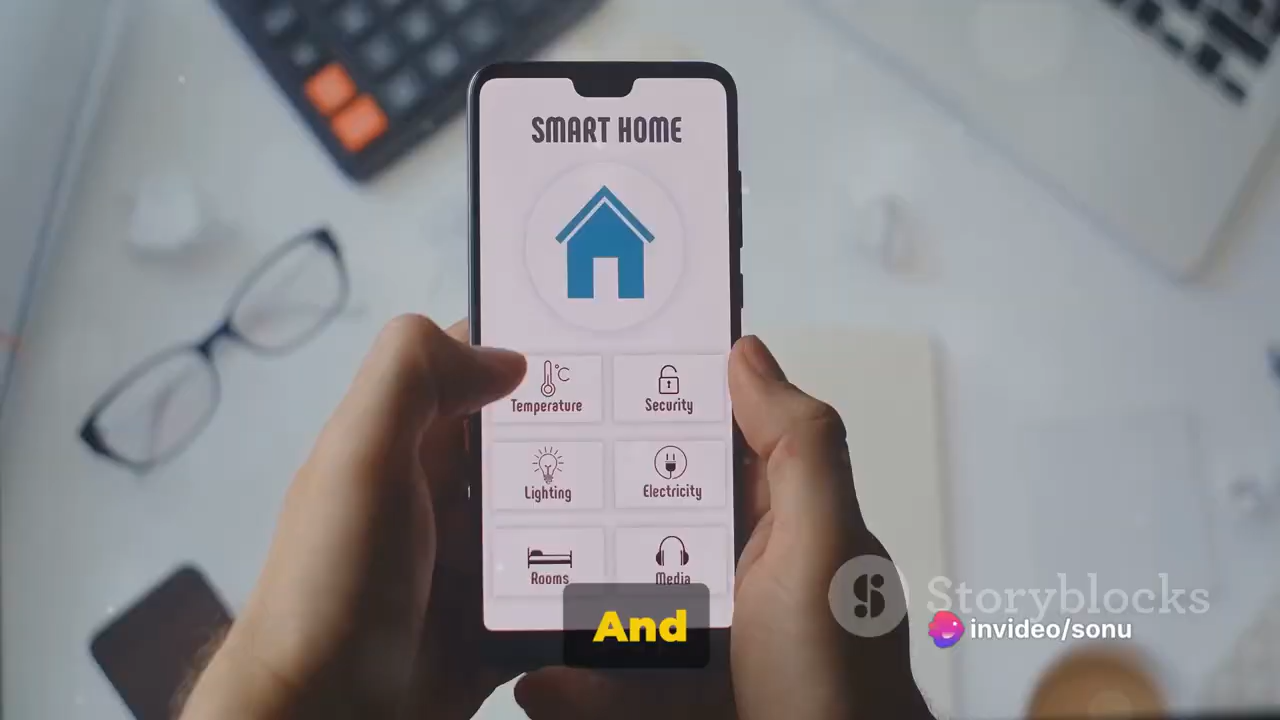 SMART HOME
°C
Temperature
Security
Lighting
Electricity
Rooms
Media
And
Storyblocks
invideo/sonu